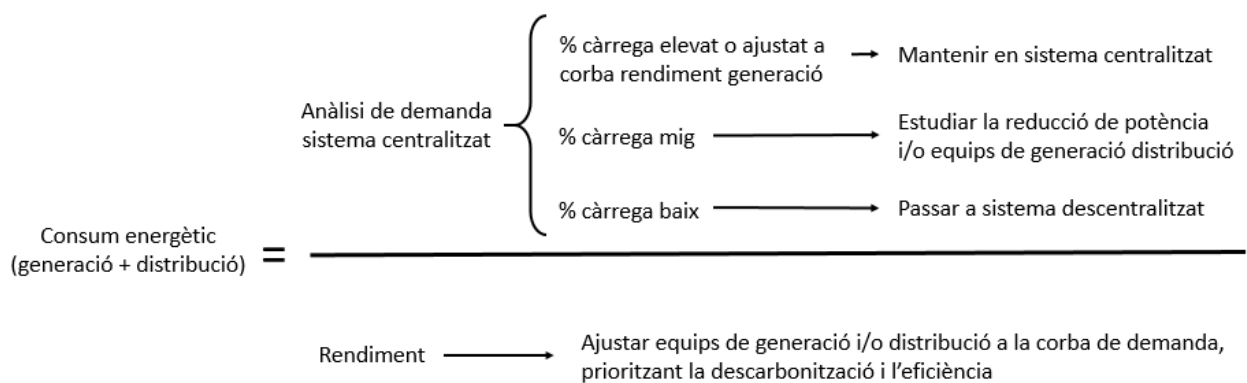 % càrrega elevat o ajustat a
corba rendiment generació
Mantenir en sistema centralitzat
Anàlisi de demanda
sistema centralitzat
% càrrega mig
Estudiar la reducció de potència
i/o equips de generació distribució
% càrrega baix
Passar a sistema descentralitzat
Consum energètic
(generació + distribució)
=
Rendiment
Ajustar equips de generació i/o distribució a la corba de demanda,
prioritzant la descarbonització i l’eficiència